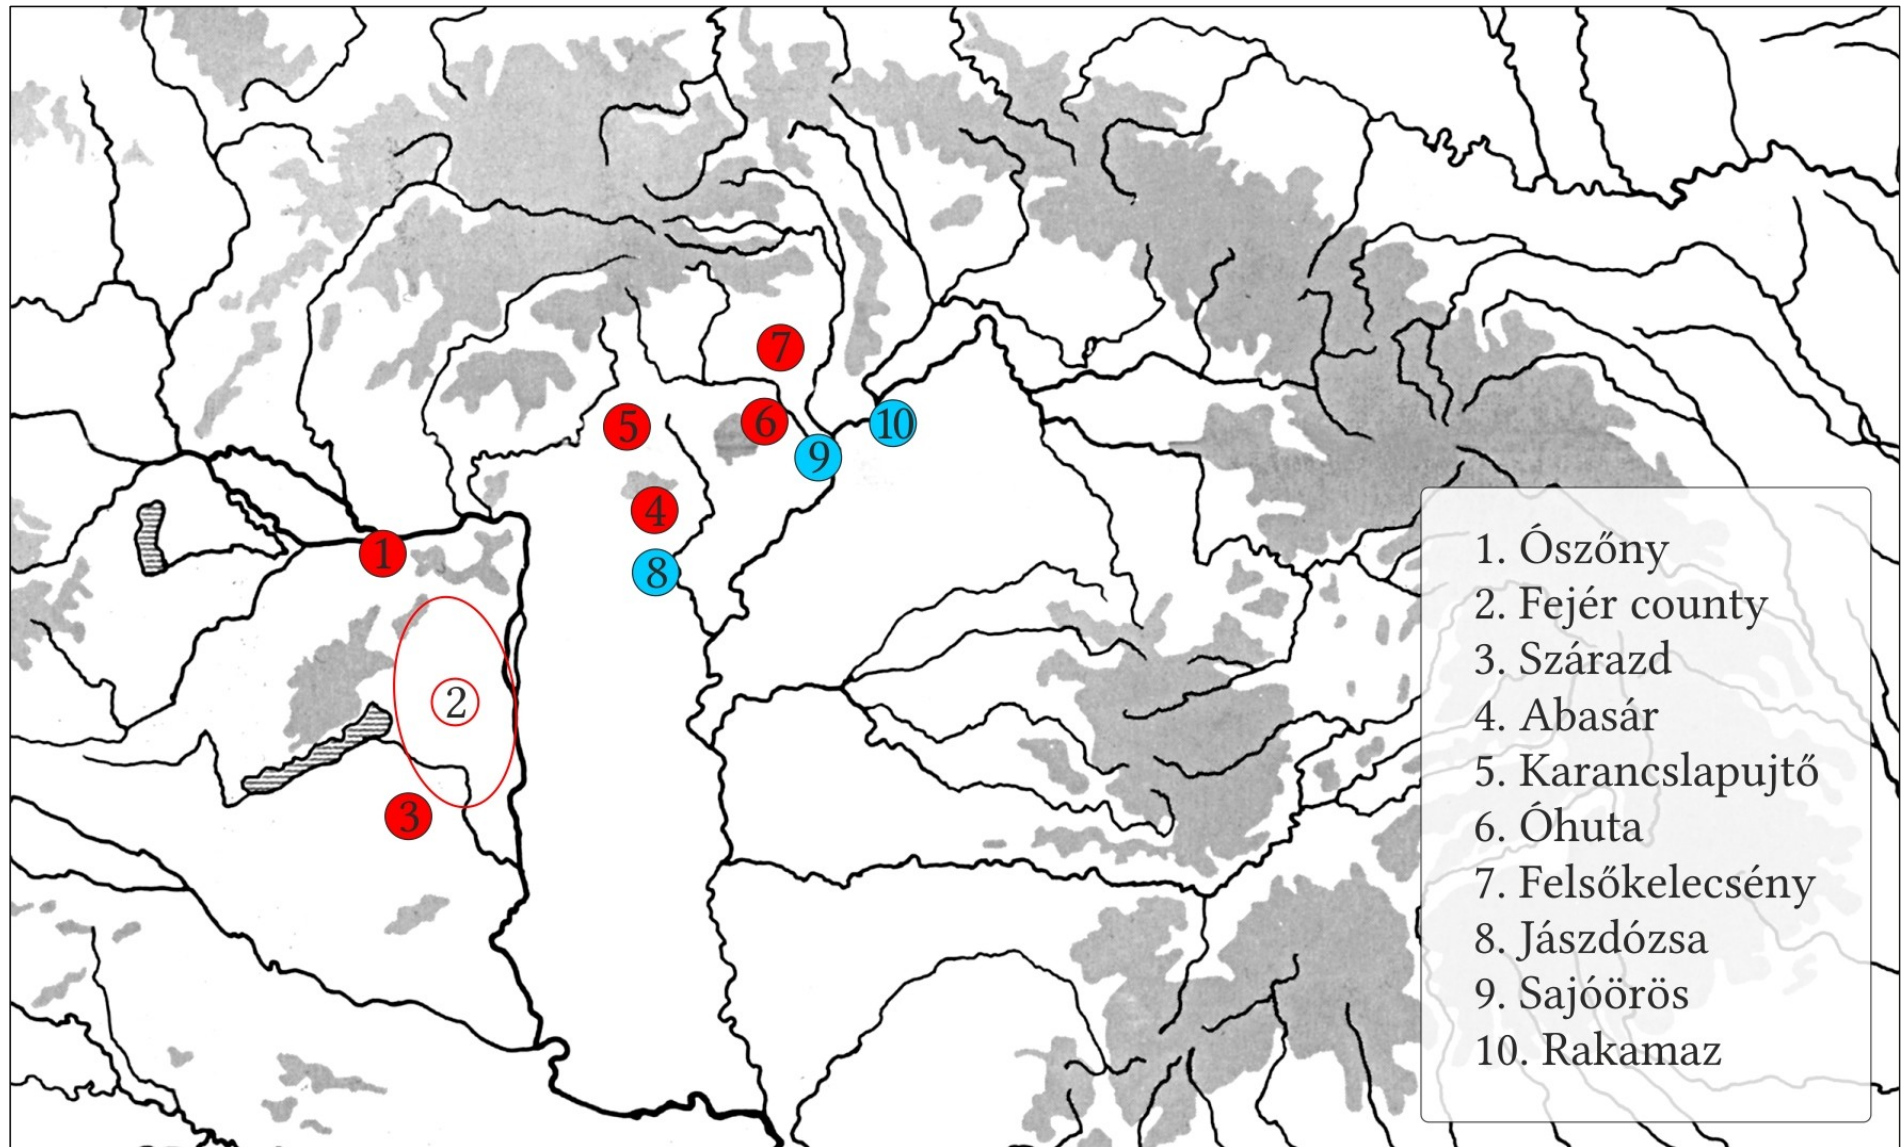 7
10
5
6
9
4
1
8
2
3
1. Ószőny
2. Fejér county
3. Szárazd
4. Abasár
5. Karancslapujtő
6. Óhuta
7. Felsőkelecsény
8. Jászdózsa
9. Sajóörös
10. Rakamaz